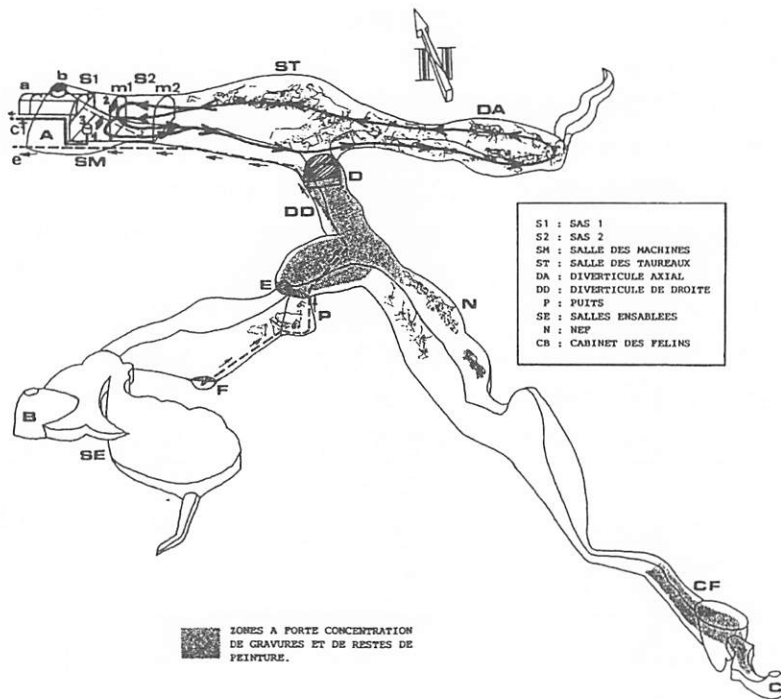 ST
N
b
S1
S2
a
m1
m2
DA
A
c
SM
e
D
DD
E
P
N
F
B
SE
S1 : SAS 1
S2 : SAS 2
SM : SALLE DES MACHINES
ST : SALLE DES TAUREAUX
DA : DIVERTICULE AXIAL
DD : DIVERTICULE DE DROITE
P : PUITS
SE : SALLES ENSABLEES
N : NEF
CB : CABINET DES FELINS
CF
ZONES A FORTE CONCENTRATION
DE GRAVURES ET DE RESTES DE
PEINTURE.